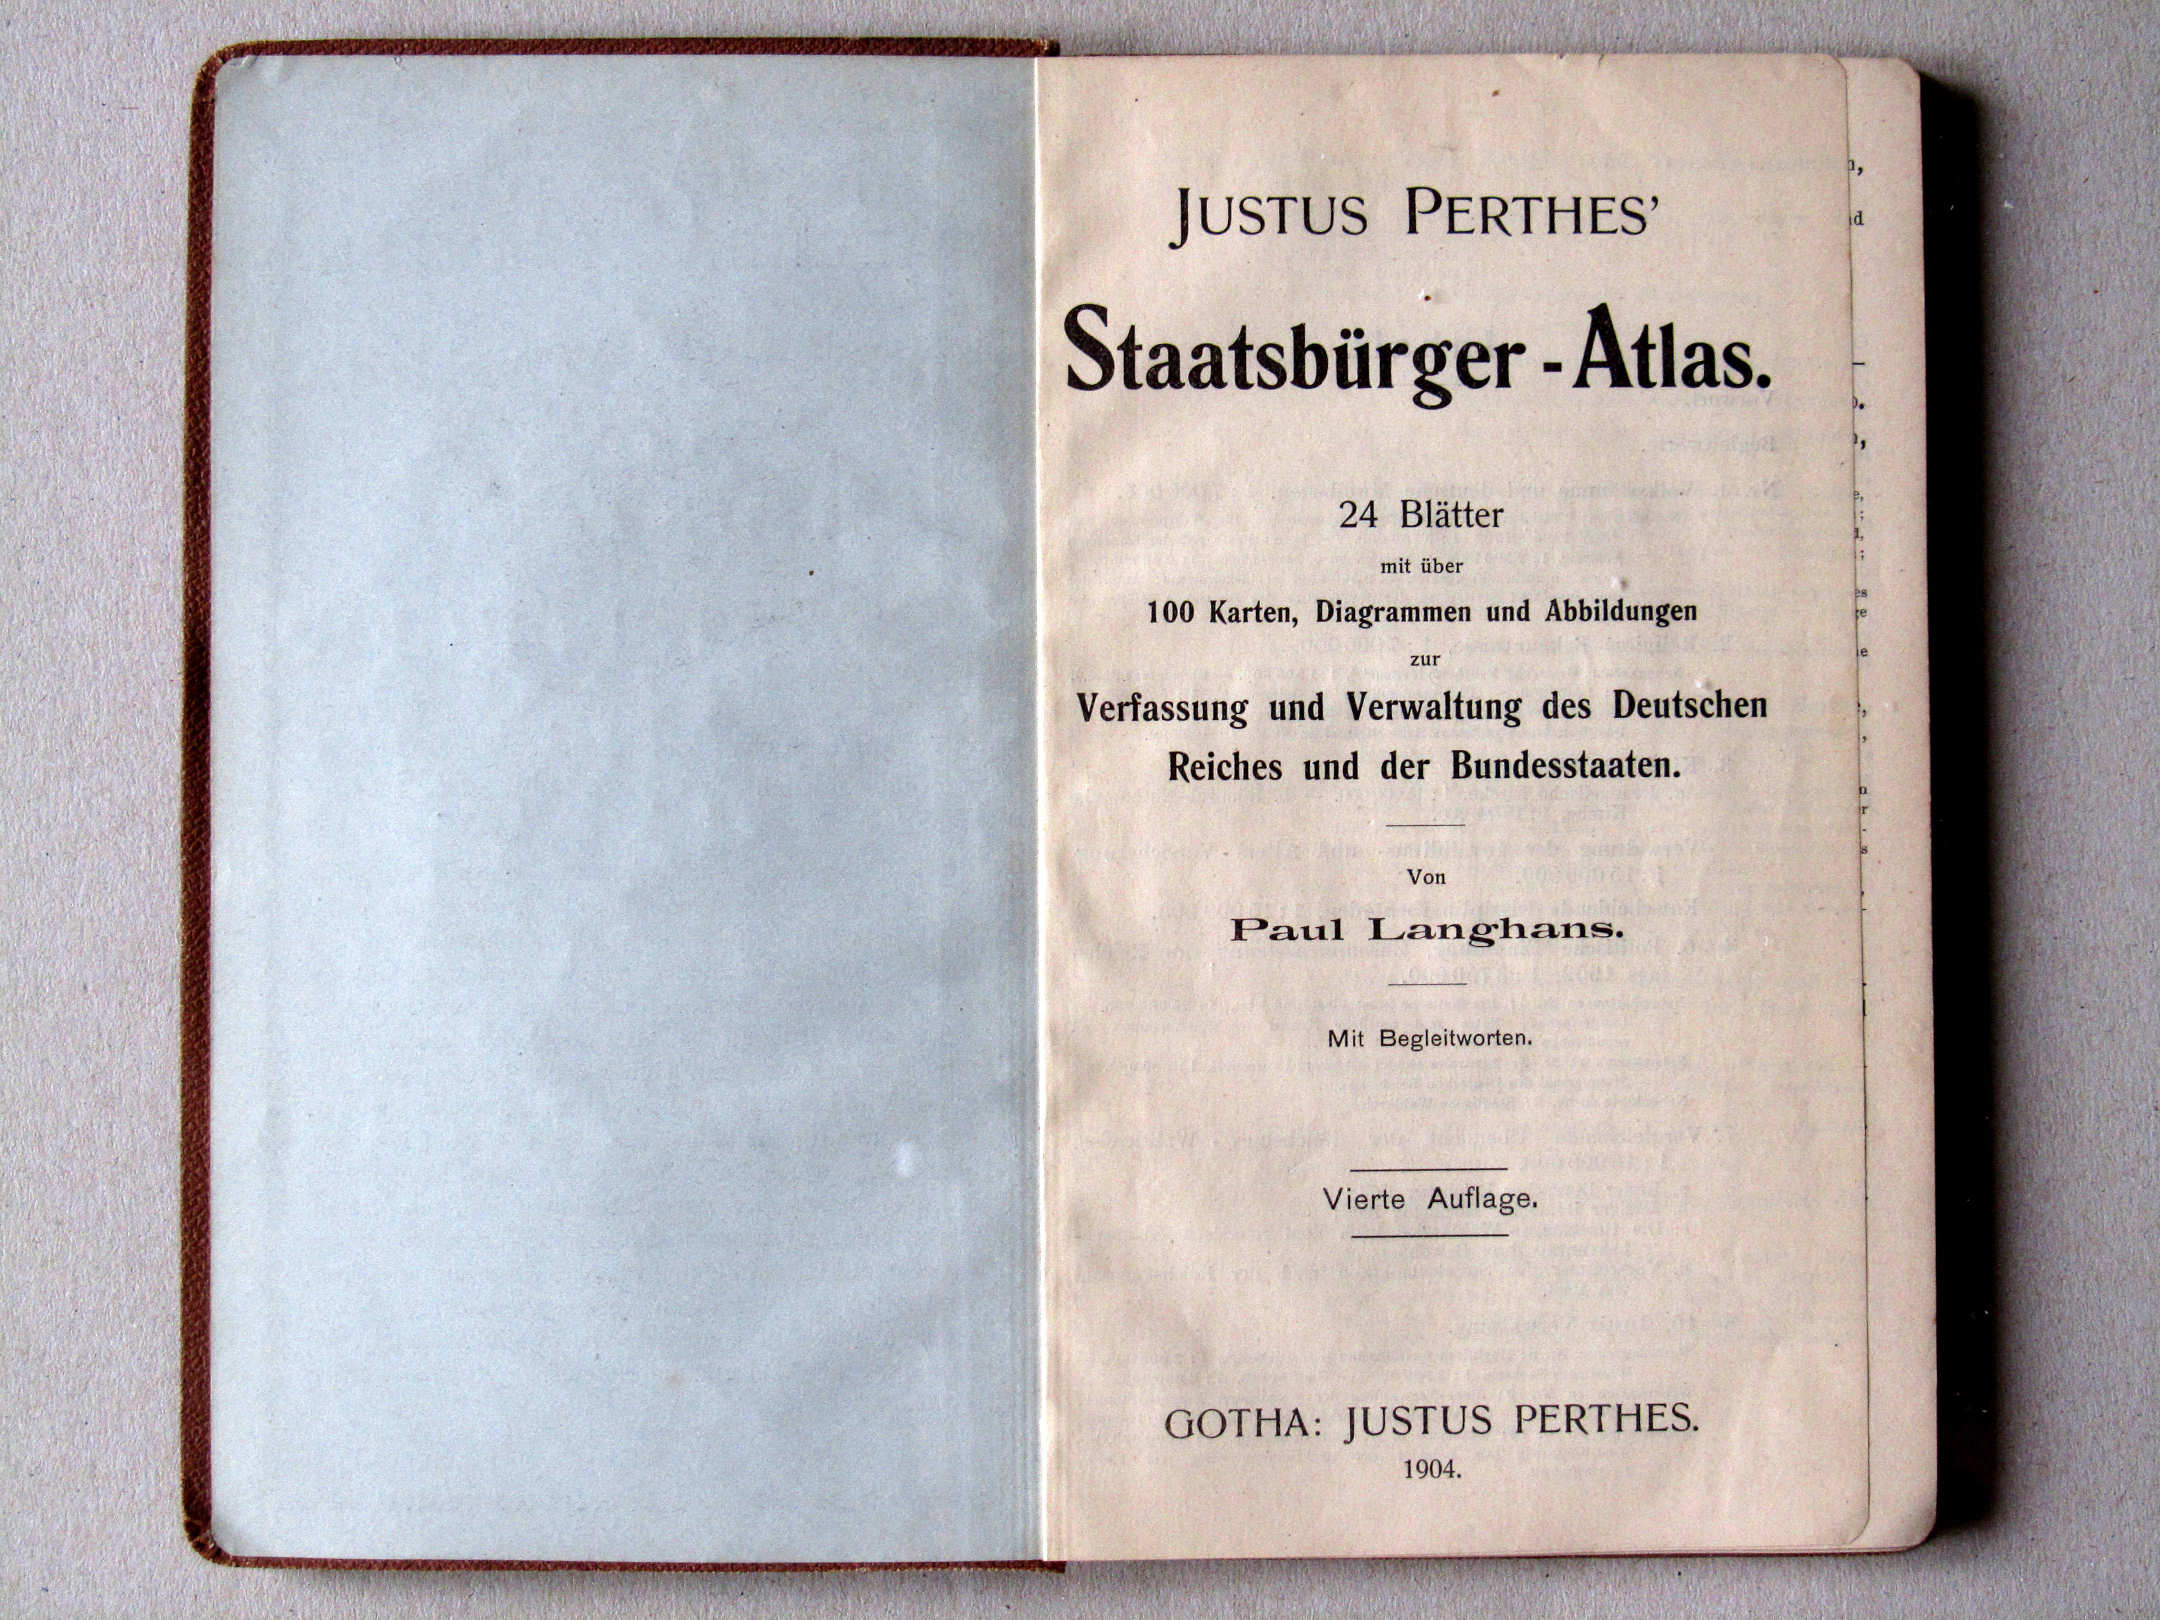 JUSTUS PERTHES’
Staatsbürger-Atlas.
24 Blätter
mit über
100 Karten, Diagrammen und Abbildungen
zur
Verfassung und Verwaltung des Deutschen
Reiches und der Bundesstaaten.
Von
Paul Langhans.
Mit Begleitworten.
Vierte Auflage.
GOTHA: JUSTUS PERTHES.
1904.